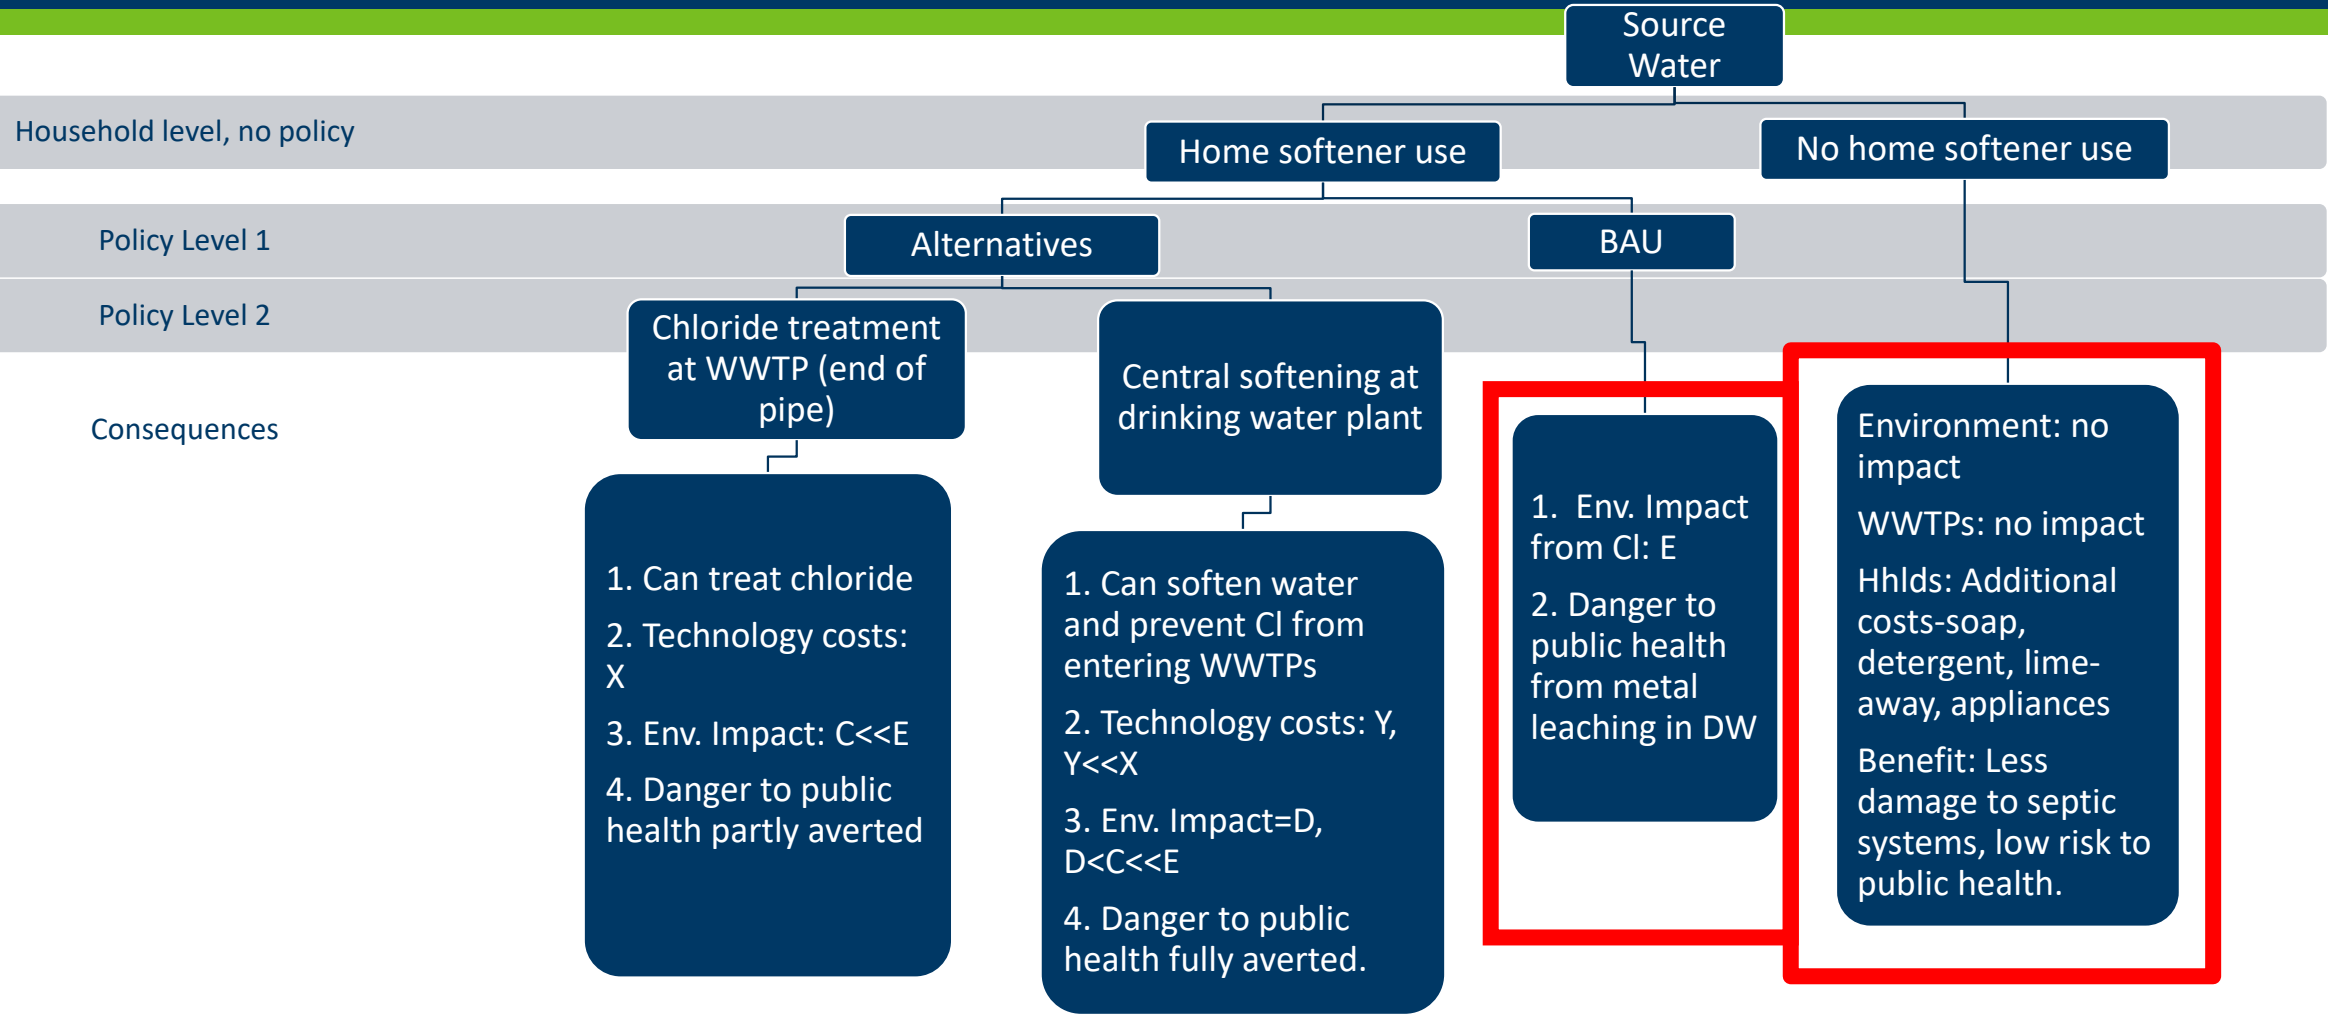 Source
Water
Household level, no policy
Home softener use
No home softener use
Policy Level 1
Alternatives
BAU
Policy Level 2
Chloride treatment
at WWTP (end of
pipe)
Central softening at
drinking water plant
Consequences
1. Can treat chloride
2. Technology costs:
X
3. Env. Impact: C<<E
4. Danger to public
health partly averted
1. Can soften water
and prevent Cl from
entering WWTPs
2. Technology costs: Y,
Y<<X
3. Env. Impact=D,
D<C<<E
4. Danger to public
health fully averted.
1. Env. Impact
from Cl: E
2. Danger to
public health
from metal
leaching in DW
Environment: no
impact
WWTPs: no impact
Hhlds: Additional
costs-soap,
detergent, lime-
away, appliances
Benefit: Less
damage to septic
systems, low risk to
public health.